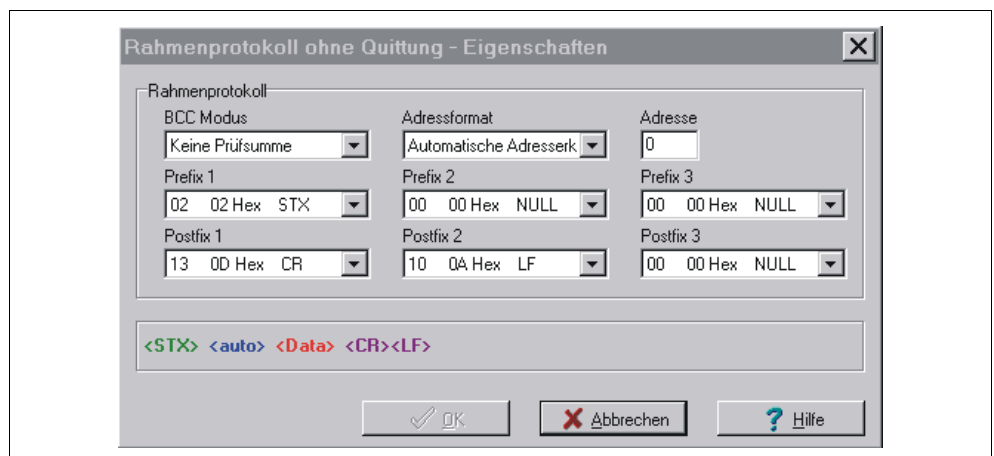 Rahmenprotokoll ohne Quittung - Eigenschaften
Rahmenprotokoll
BCC Modus Adressformat Adresse
Keine Prüfsumme Automatische Adresserk 0
Prefix 1 Prefix 2 Prefix 3
02 02 Hex STX 00 00 Hex NULL 00 00 Hex NULL
Postfix 1 Postfix 2 Postfix 3
13 0D Hex CR 10 0A Hex LF 00 00 Hex NULL
<STX> <auto> <Data> <CR><LF>
OK Abbrechen Hilfe